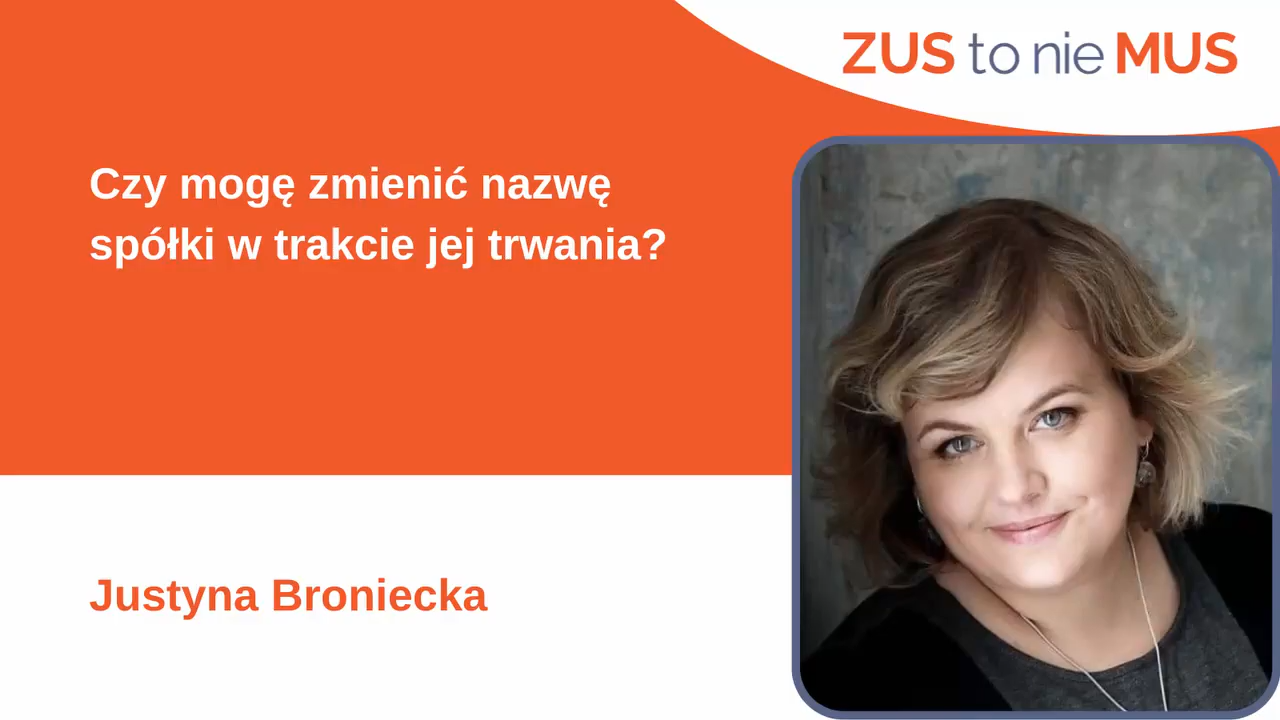 ZUS to nie MUS
Czy mogę zmienić nazwę
spółki w trakcie jej trwania?
Justyna Broniecka